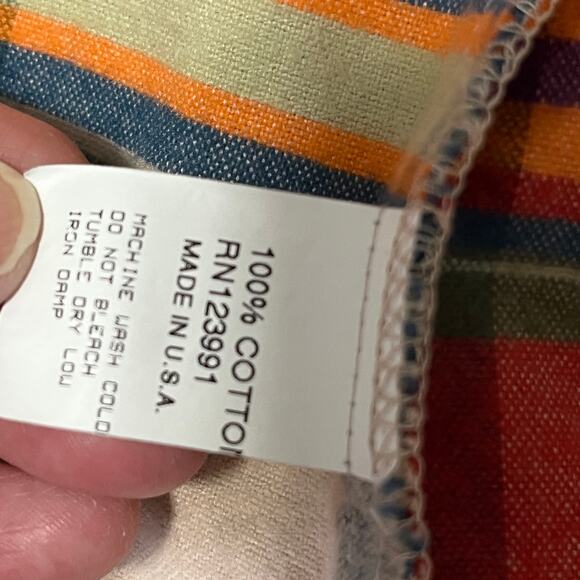 100% COTTON
RN123991
MADE IN U.S.A.
MACHINE WASH COLD
DO NOT BLEACH
TUMBLE DRY LOW
IRON DAMP